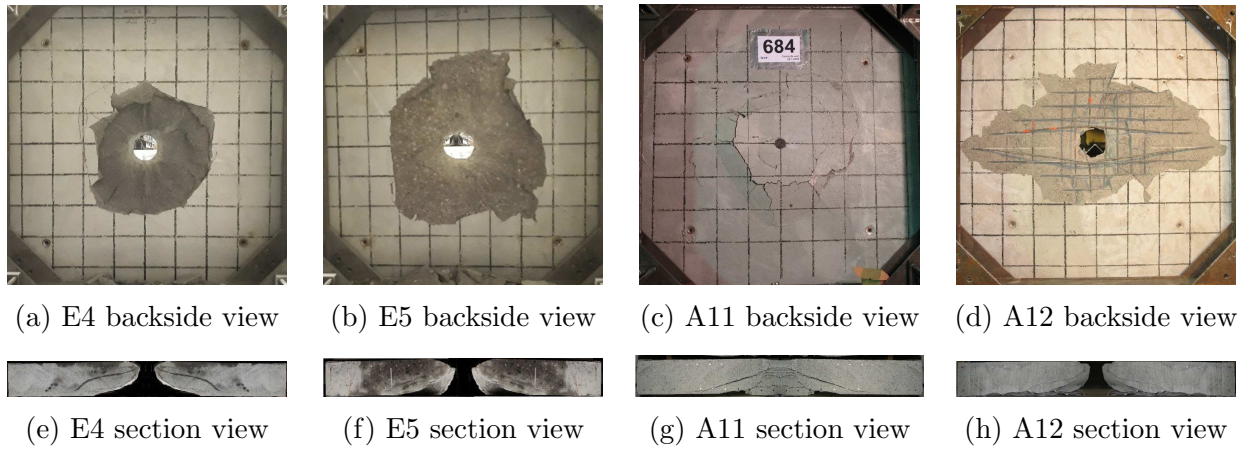 684
(a) E4 backside view
(b) E5 backside view
(c) A11 backside view
(d) A12 backside view
(e) E4 section view
(f) E5 section view
(g) A11 section view
(h) A12 section view